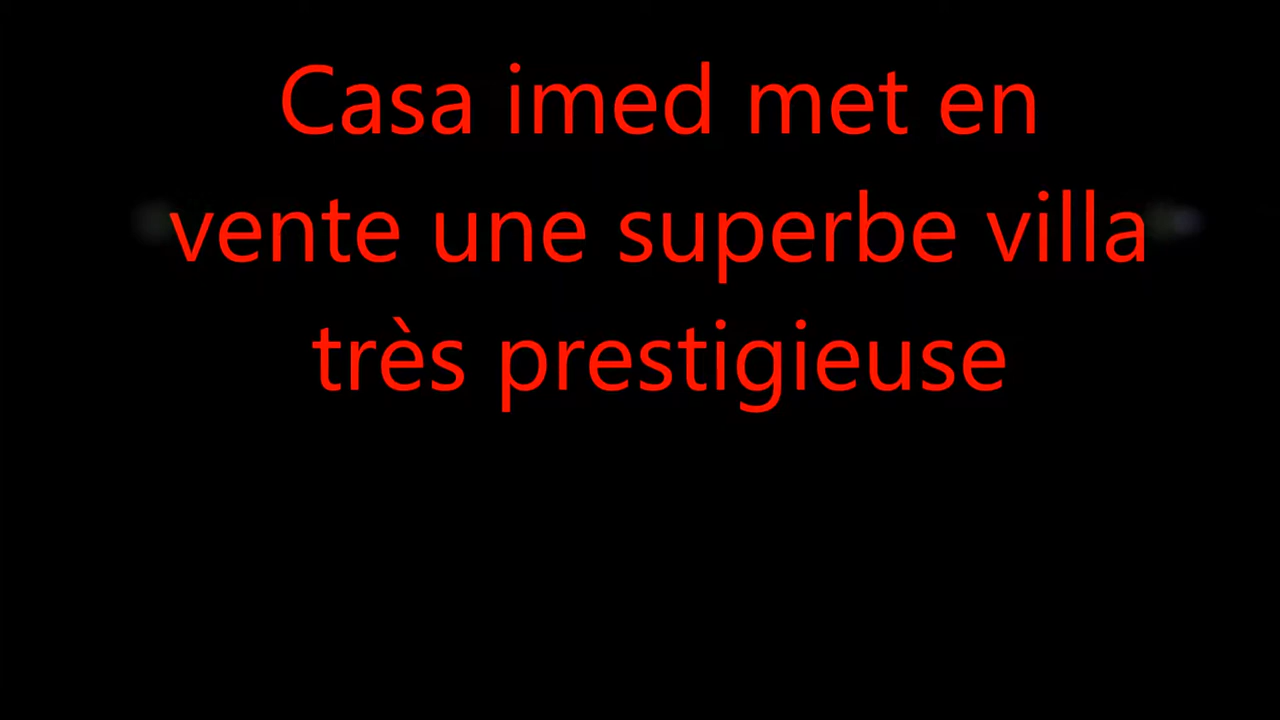 Casa imed met en
vente une superbe villa
très prestigieuse